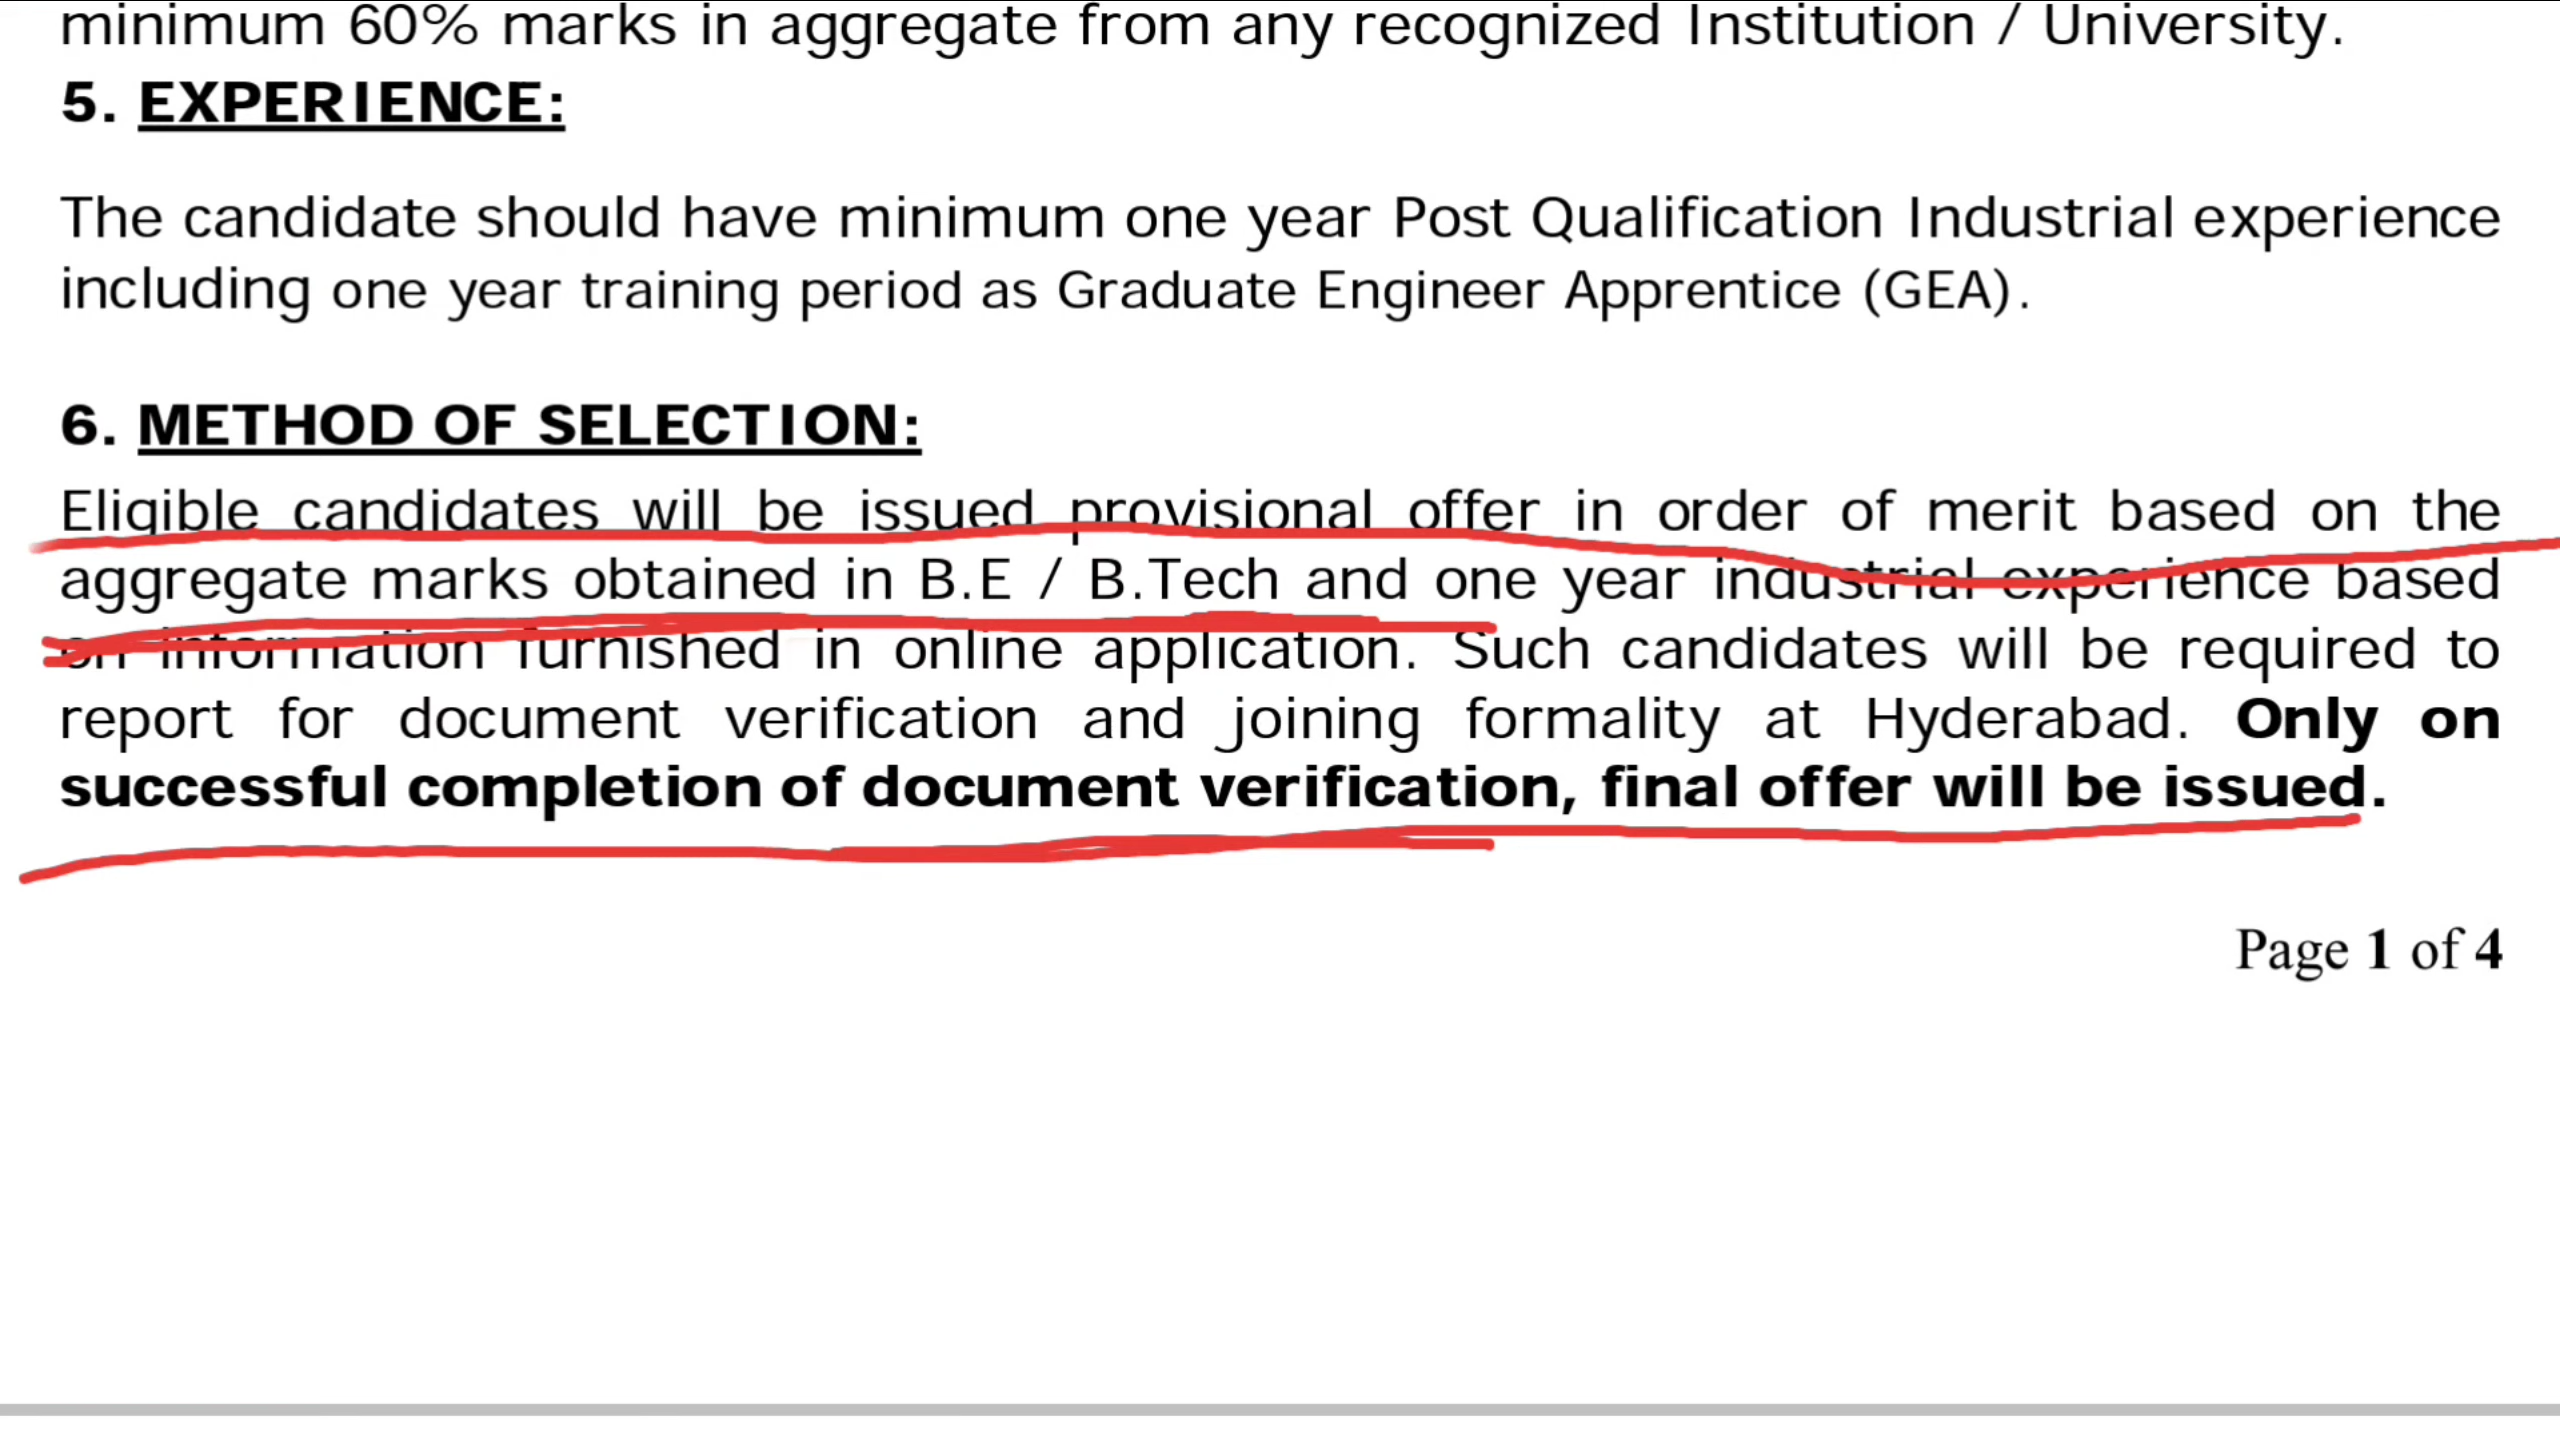 minimum 60% marks in aggregate from any recognized Institution / University.
5. EXPERIENCE:
The candidate should have minimum one year Post Qualification Industrial experience
including one year training period as Graduate Engineer Apprentice (GEA).
6. METHOD OF SELECTION:
Eligible candidates will be issued provisional offer in order of merit based on the
aggregate marks obtained in B.E / B.Tech and one year industrial experience based
on information furnished in online application. Such candidates will be required to
report for document verification and joining formality at Hyderabad. Only on
successful completion of document verification, final offer will be issued.
Page 1 of 4